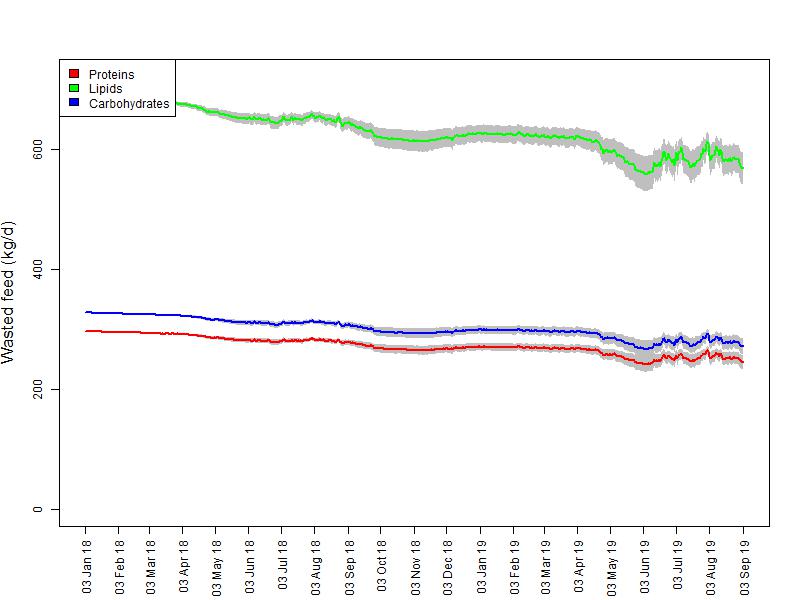 Proteins
Lipids
Carbohydrates
Wasted feed (kg/d)
600
400
200
0
03 Jan 18
03 Feb 18
03 Mar 18
03 Apr 18
03 May 18
03 Jun 18
03 Jul 18
03 Aug 18
03 Sep 18
03 Oct 18
03 Nov 18
03 Dec 18
03 Jan 19
03 Feb 19
03 Mar 19
03 Apr 19
03 May 19
03 Jun 19
03 Jul 19
03 Aug 19
03 Sep 19